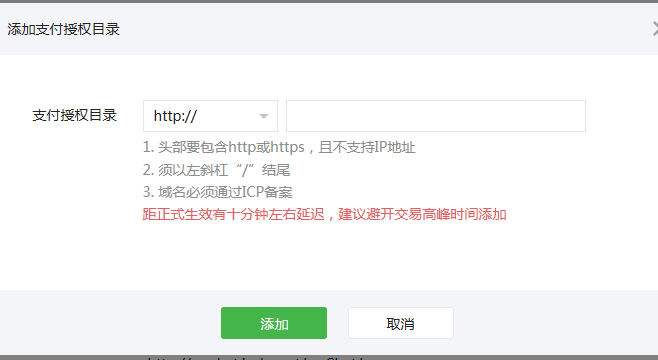 添加支付授权目录
支付授权目录 http://
1. 头部要包含http或https，且不支持IP地址
2. 须以左斜杠“/”结尾
3. 域名必须通过ICP备案
距正式生效有十分钟左右延迟，建议避开交易高峰时间添加
添加 取消